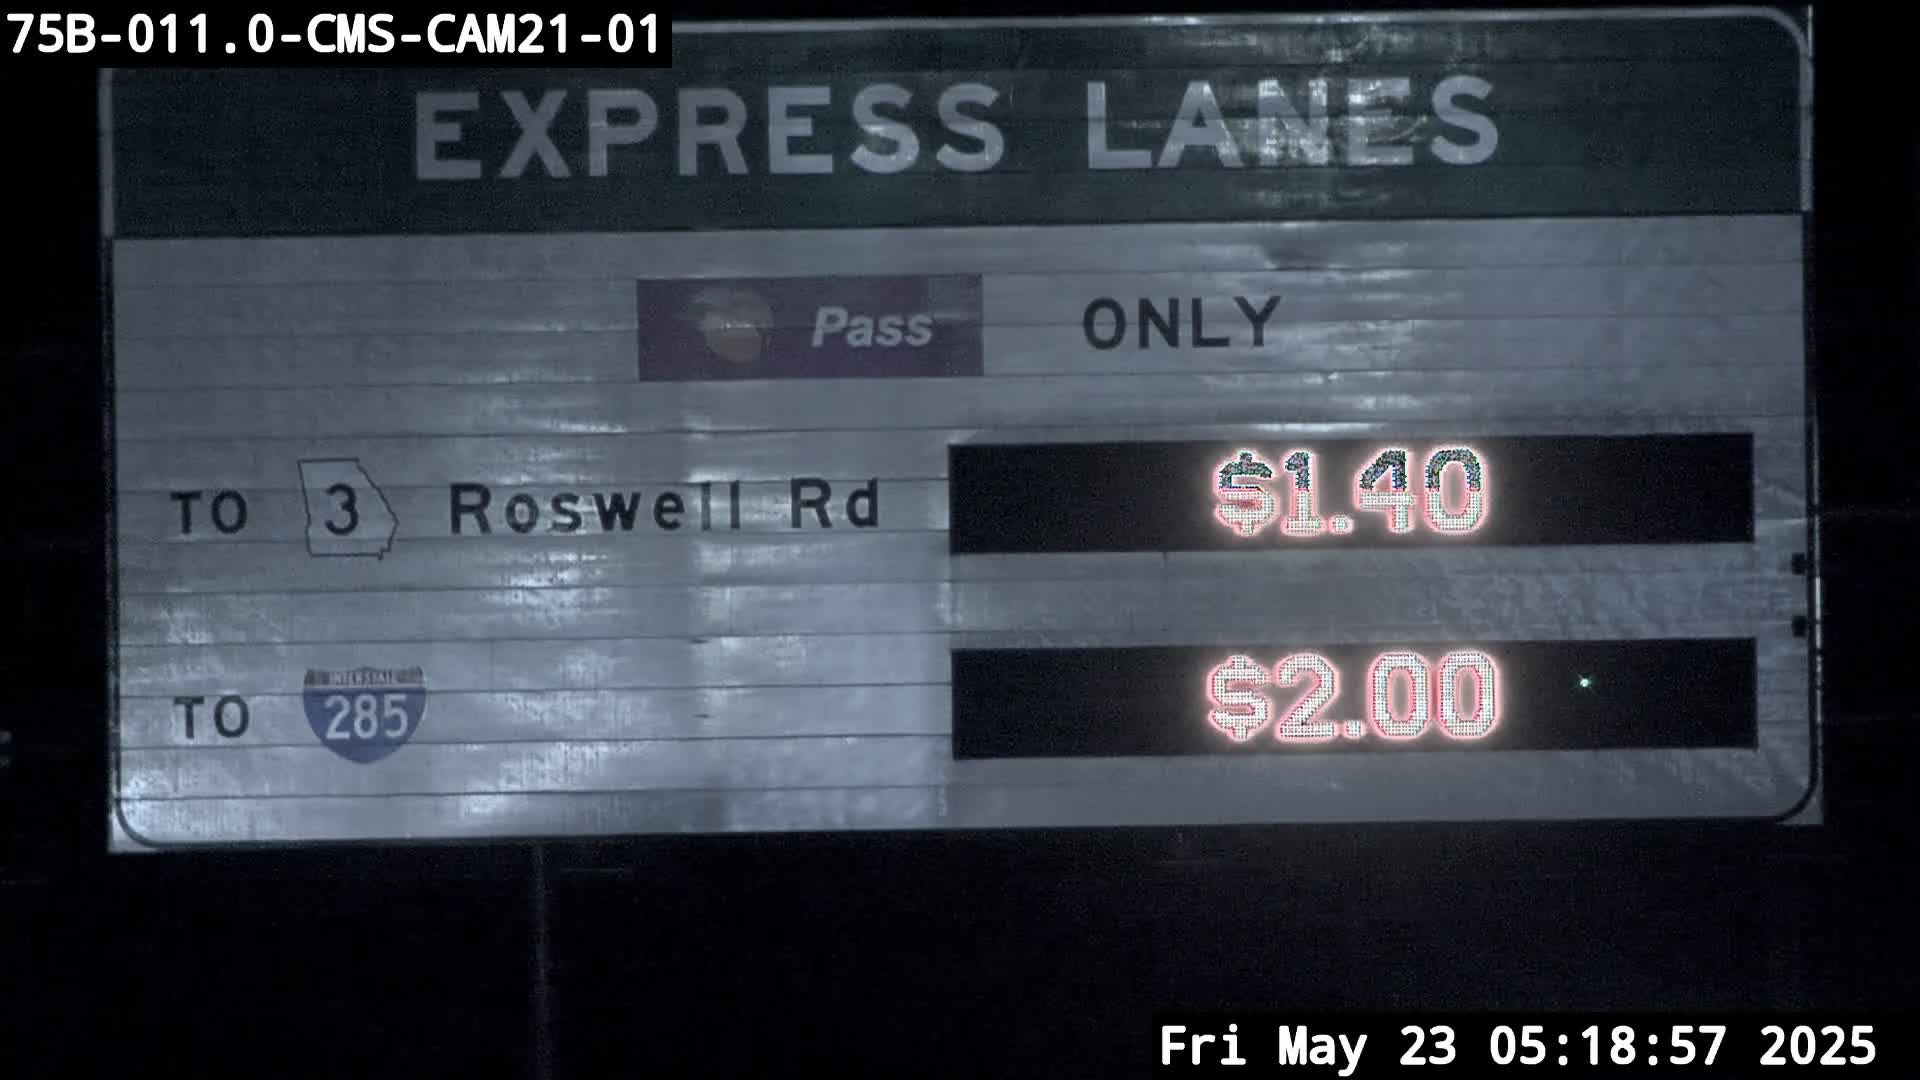 75B-011.0-CMS-CAM21-01
EXPRESS LANES
Pass ONLY
TO 3 Roswell Rd $1.40
INTERSTATE
TO 285 $2.00
Fri May 23 05:18:57 2025